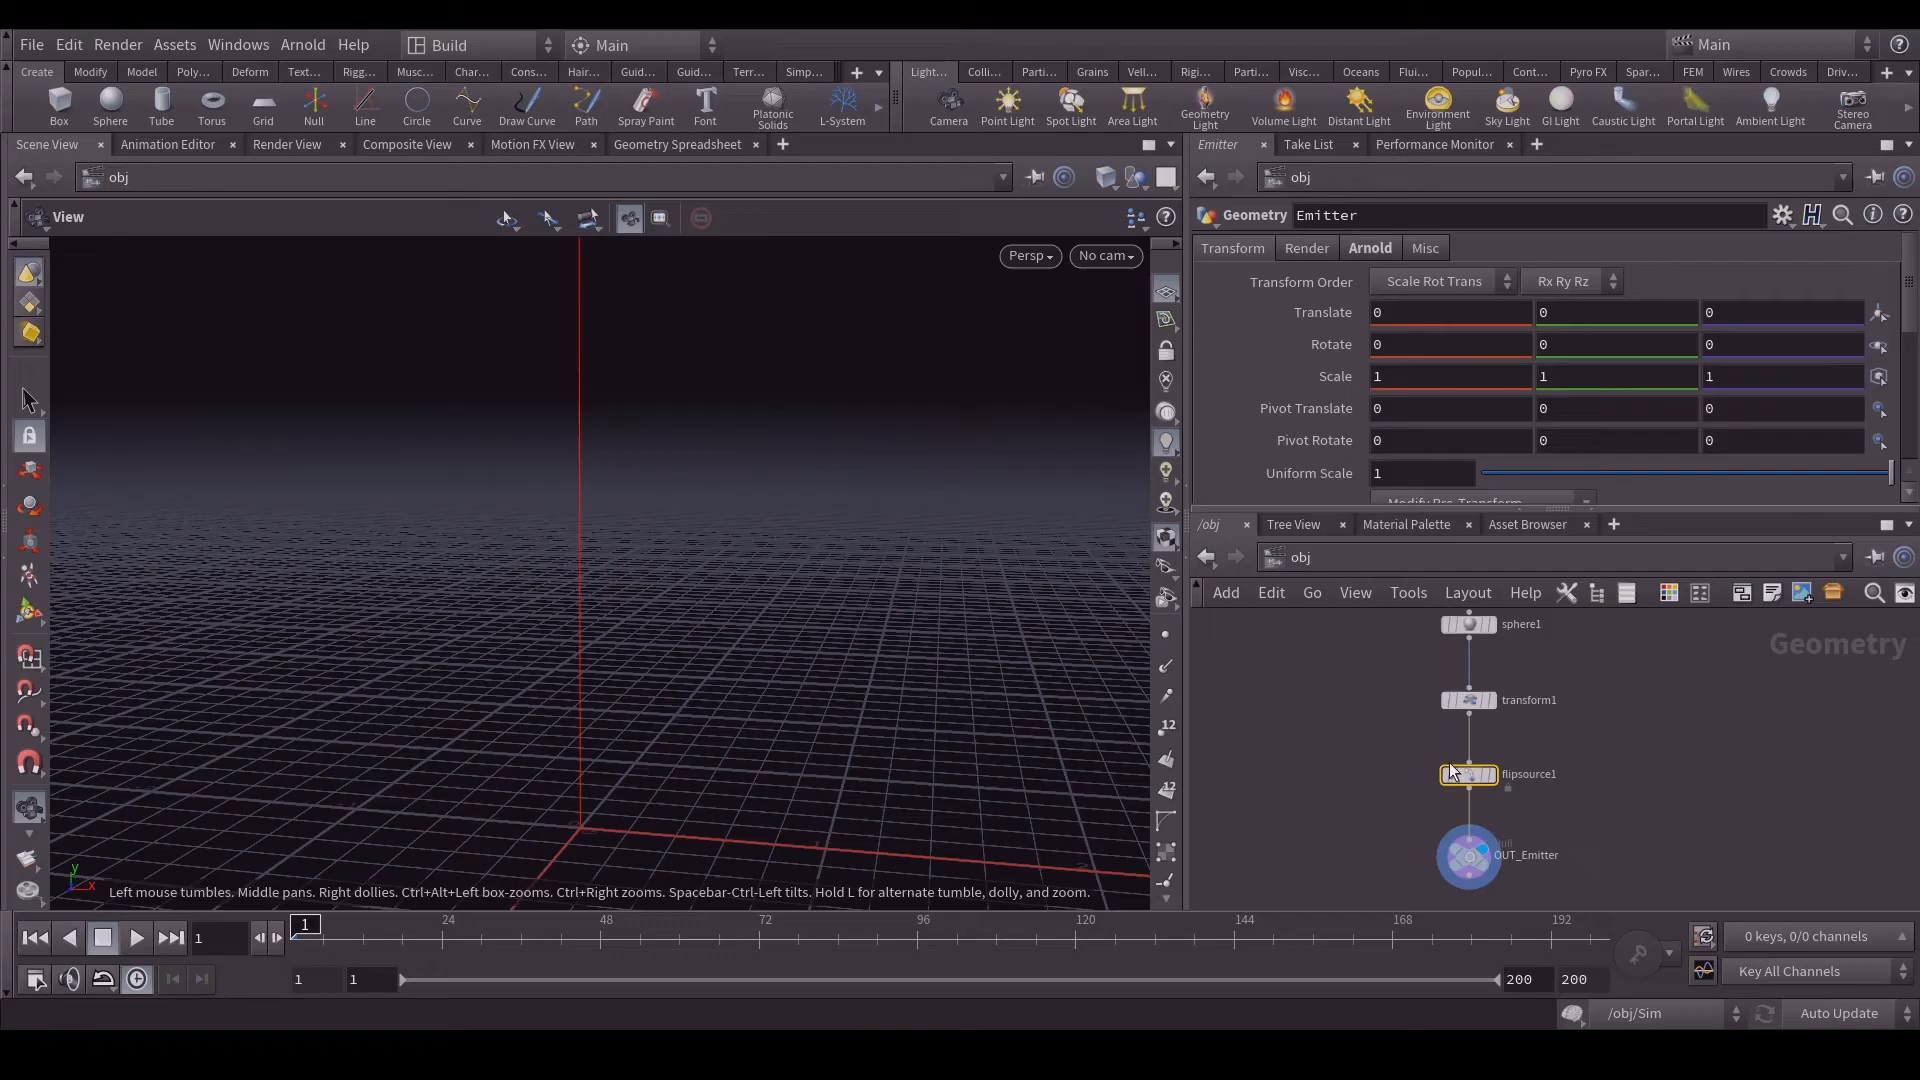 File Edit Render Assets Windows Arnold Help Build Main Main
Create Modify Model Poly... Deform Text... Rigg... Musc... Char... Cons... Hair... Guid... Guid... Terr... Simp... Light... Colli... Parti... Grains Vell... Rigi... Parti... Visc... Oceans Flui... Popul... Cont... Pyro FX Spar... FEM Wires Crowds Driv...
Box Sphere Tube Torus Grid Null Line Circle Curve Draw Curve Path Spray Paint Font Platonic Solids L-System Camera Point Light Spot Light Area Light Geometry Light Volume Light Distant Light Environment Light Sky Light GI Light Caustic Light Portal Light Ambient Light Stereo Camera
Scene View Animation Editor Render View Composite View Motion FX View Geometry Spreadsheet
obj
View
Persp No cam
Left mouse tumbles. Middle pans. Right dollies. Ctrl+Alt+Left box-zooms. Ctrl+Right zooms. Spacebar-Ctrl-Left tilts. Hold L for alternate tumble, dolly, and zoom.
y
x
12
12
Emitter Take List Performance Monitor
obj
Geometry Emitter
Transform Render Arnold Misc
Transform Order Scale Rot Trans Rx Ry Rz
Translate 0 0 0
Rotate 0 0 0
Scale 1 1 1
Pivot Translate 0 0 0
Pivot Rotate 0 0 0
Uniform Scale 1
Modify Pre-Transform
/obj Tree View Material Palette Asset Browser
obj
Add Edit Go View Tools Layout Help
Geometry
sphere1
transform1
flipsource1
Null
OUT_Emitter
1 1 24 48 72 96 120 144 168 192
0 keys, 0/0 channels
1 1 200 200
Key All Channels
/obj/Sim Auto Update